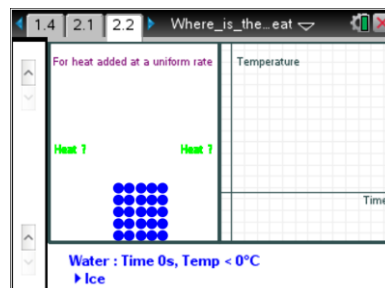 1.4 2.1 2.2 Where_is_the...eat
For heat added at a uniform rate
Temperature
Heat ? Heat ?
Time
Water : Time 0s, Temp < 0°C
Ice